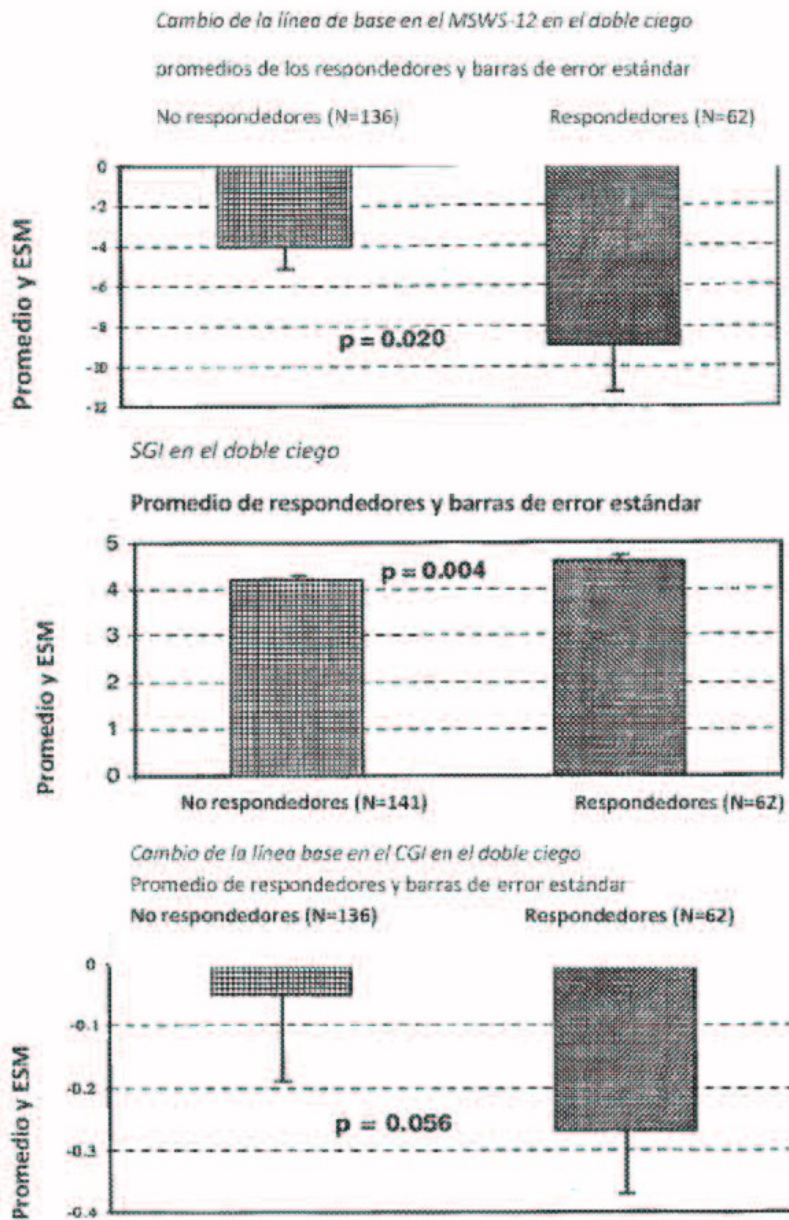 Cambio de la línea de base en el MSWS-12 en el doble ciego
promedios de los respondedores y barras de error estándar
No respondedores (N=136) Respondedores (N=62)
Promedio y ESM
0
-2
-4
-6
-8
-10
-12
p = 0.020
SGI en el doble ciego
Promedio de respondedores y barras de error estándar
Promedio y ESM
5
4
3
2
1
0
p = 0.004
No respondedores (N=141) Respondedores (N=62)
Cambio de la línea base en el CGI en el doble ciego
Promedio de respondedores y barras de error estándar
No respondedores (N=136) Respondedores (N=62)
Promedio y ESM
0
-0.1
-0.2
-0.3
-0.4
p = 0.056